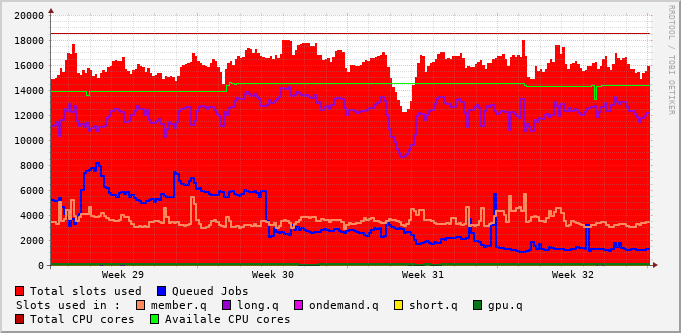 RRDTOOL / TOBI OETIKER
20000
18000
16000
14000
12000
10000
8000
6000
4000
2000
0
Week 29 Week 30 Week 31 Week 32
Total slots used Queued Jobs
Slots used in : member.q long.q ondemand.q short.q gpu.q
Total CPU cores Availale CPU cores